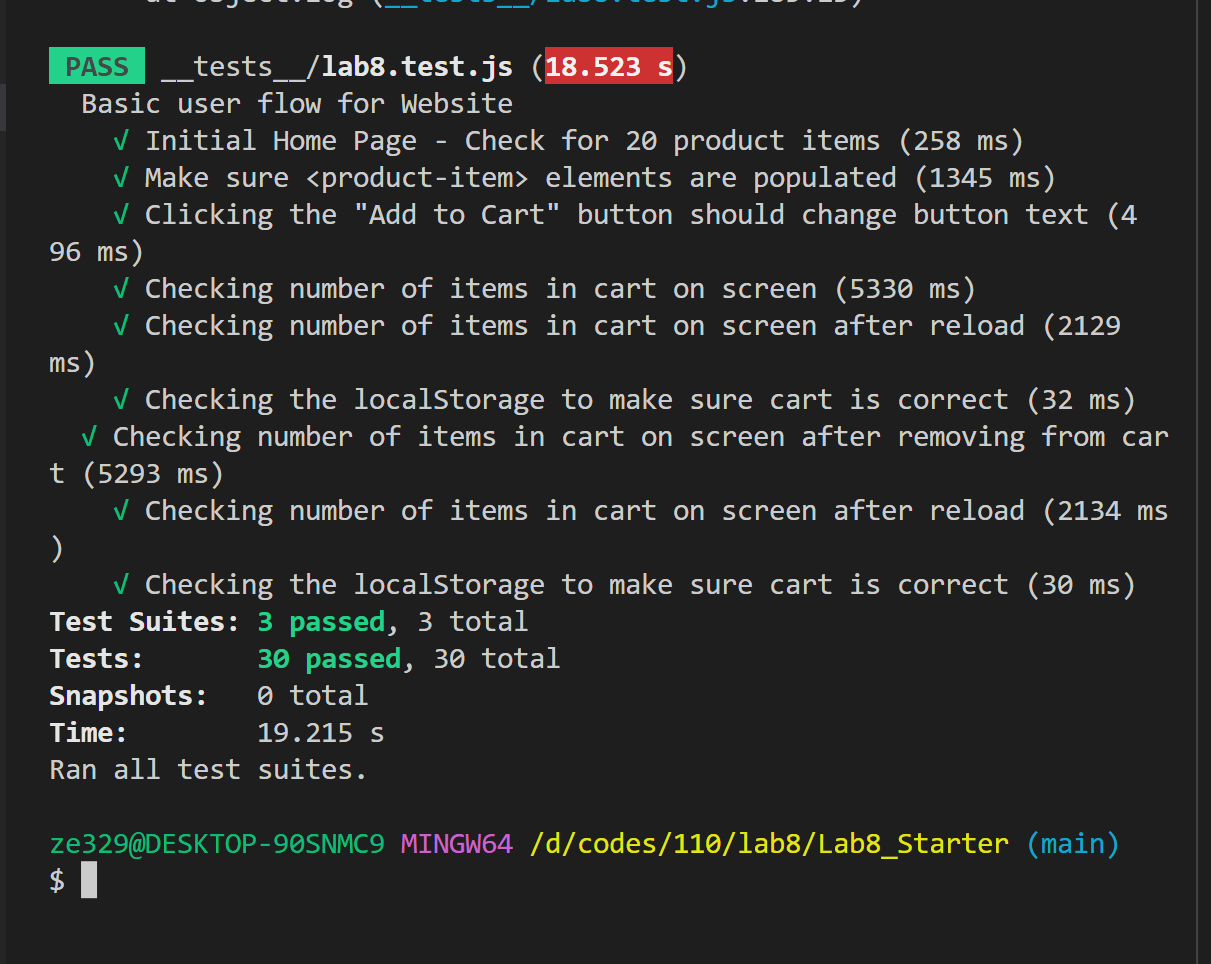 PASS __tests__/lab8.test.js (18.523 s)
Basic user flow for Website
√ Initial Home Page - Check for 20 product items (258 ms)
√ Make sure <product-item> elements are populated (1345 ms)
√ Clicking the "Add to Cart" button should change button text (4
96 ms)
√ Checking number of items in cart on screen (5330 ms)
√ Checking number of items in cart on screen after reload (2129
ms)
√ Checking the localStorage to make sure cart is correct (32 ms)
√ Checking number of items in cart on screen after removing from car
t (5293 ms)
√ Checking number of items in cart on screen after reload (2134 ms
)
√ Checking the localStorage to make sure cart is correct (30 ms)
Test Suites: 3 passed, 3 total
Tests: 30 passed, 30 total
Snapshots: 0 total
Time: 19.215 s
Ran all test suites.
ze329@DESKTOP-90SNMC9 MINGW64 /d/codes/110/lab8/Lab8_Starter (main)
$